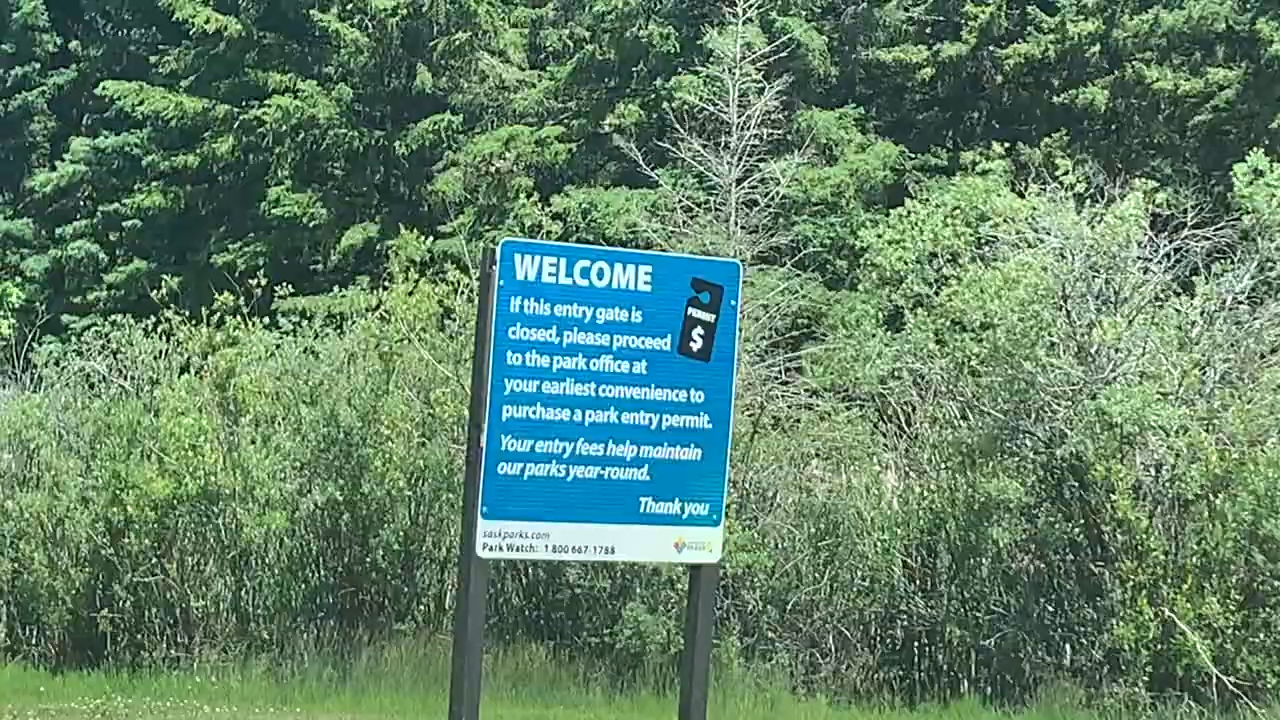 WELCOME
If this entry gate is
closed, please proceed
to the park office at
your earliest convenience to
purchase a park entry permit.
Your entry fees help maintain
our parks year-round.
Thank you
PERMIT
$
saskparks.com
Park Watch: 1 800 667-1788